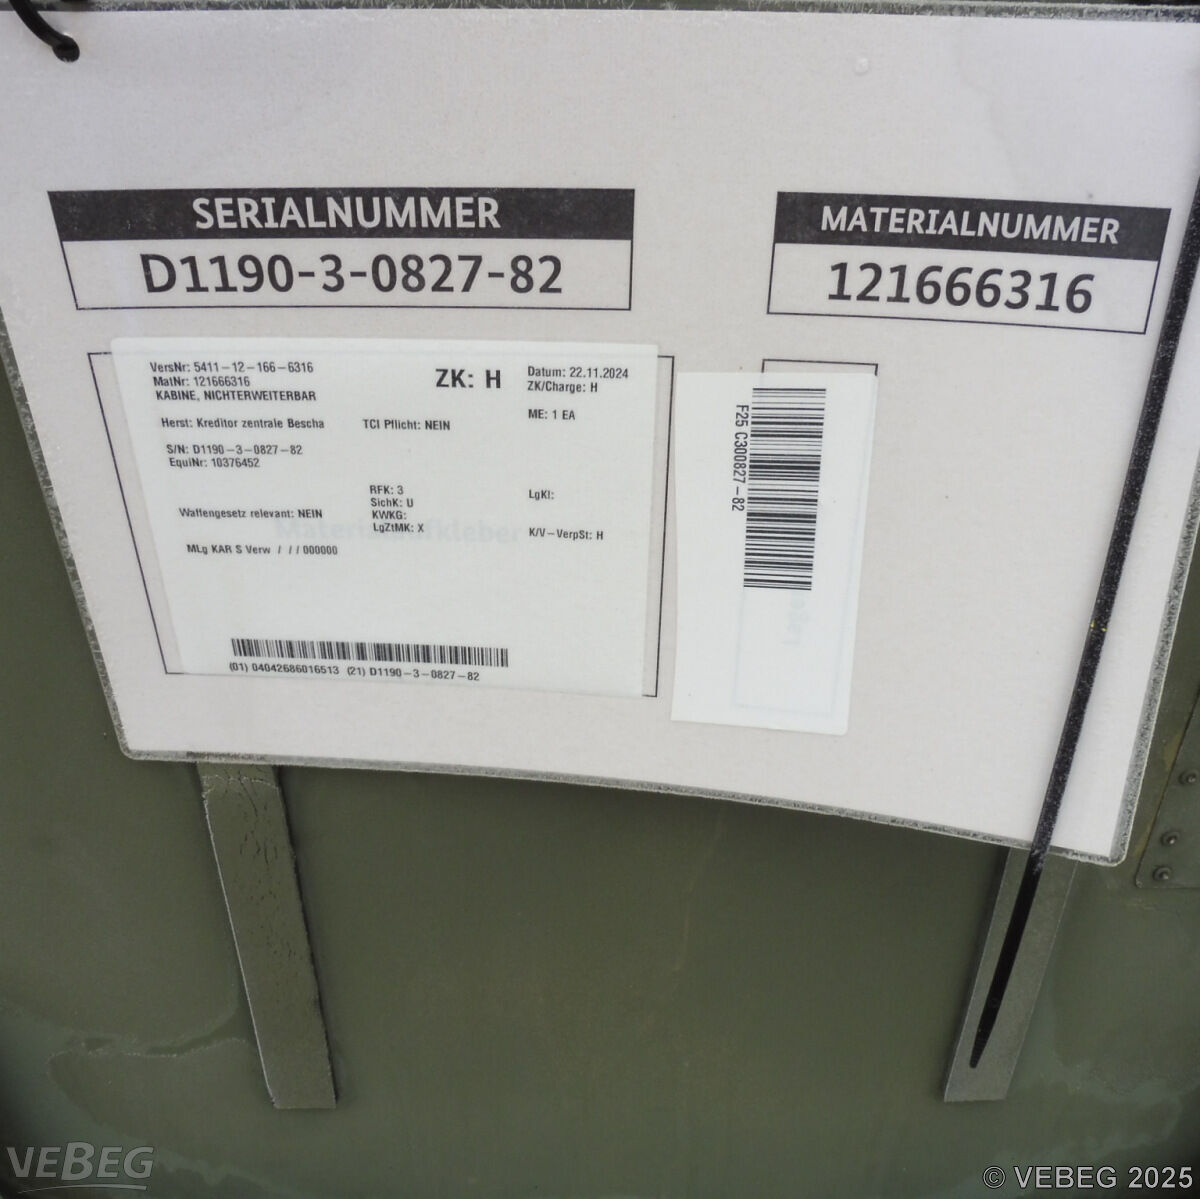 SERIALNUMMER
D1190-3-0827-82
MATERIALNUMMER
121666316
VersNr: 5411-12-166-6316
MatNr: 121666316
KABINE, NICHTERWEITERBAR
ZK: H
Datum: 22.11.2024
ZK/Charge: H
Herst: Kreditor zentrale Bescha
TCI Pflicht: NEIN
ME: 1 EA
S/N: D1190-3-0827-82
EquiNr: 10376452
RFK: 3
SichK: U
KWKG:
LgZtMK: X
LgKl:
Waffengesetz relevant: NEIN
K/V-VerpSt: H
MLg KAR S Verw / / / 000000
Materialaufkleber
(01) 04042686016513 (21) D1190-3-0827-82
F25 C300827-82
VEBEG
© VEBEG 2025